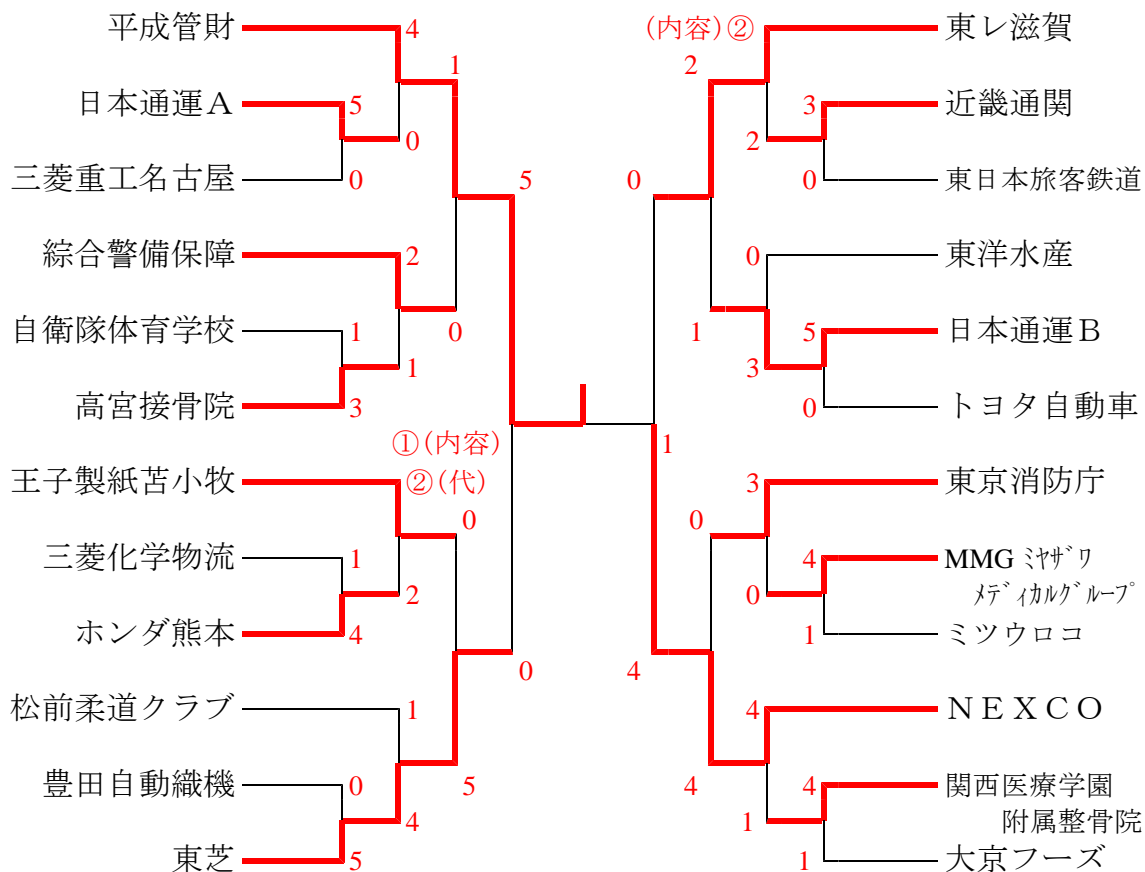 平成管財
4
1
日本通運A
5
0
三菱重工名古屋
0
5
綜合警備保障
2
自衛隊体育学校
1
0
1
高宮接骨院
3
①(内容)
王子製紙苫小牧
②(代)
0
三菱化学物流
1
2
ホンダ熊本
4
0
松前柔道クラブ
1
豊田自動織機
0
5
4
東芝
5
(内容)②
東レ滋賀
2
3
近畿通関
2
0
東日本旅客鉄道
0
0
東洋水産
1
5
日本通運B
3
0
トヨタ自動車
1
3
東京消防庁
0
4
MMG ミヤザワ
メディカルグループ
0
1
ミツウロコ
4
4
NEXCO
4
4
関西医療学園
附属整骨院
1
1
大京フーズ